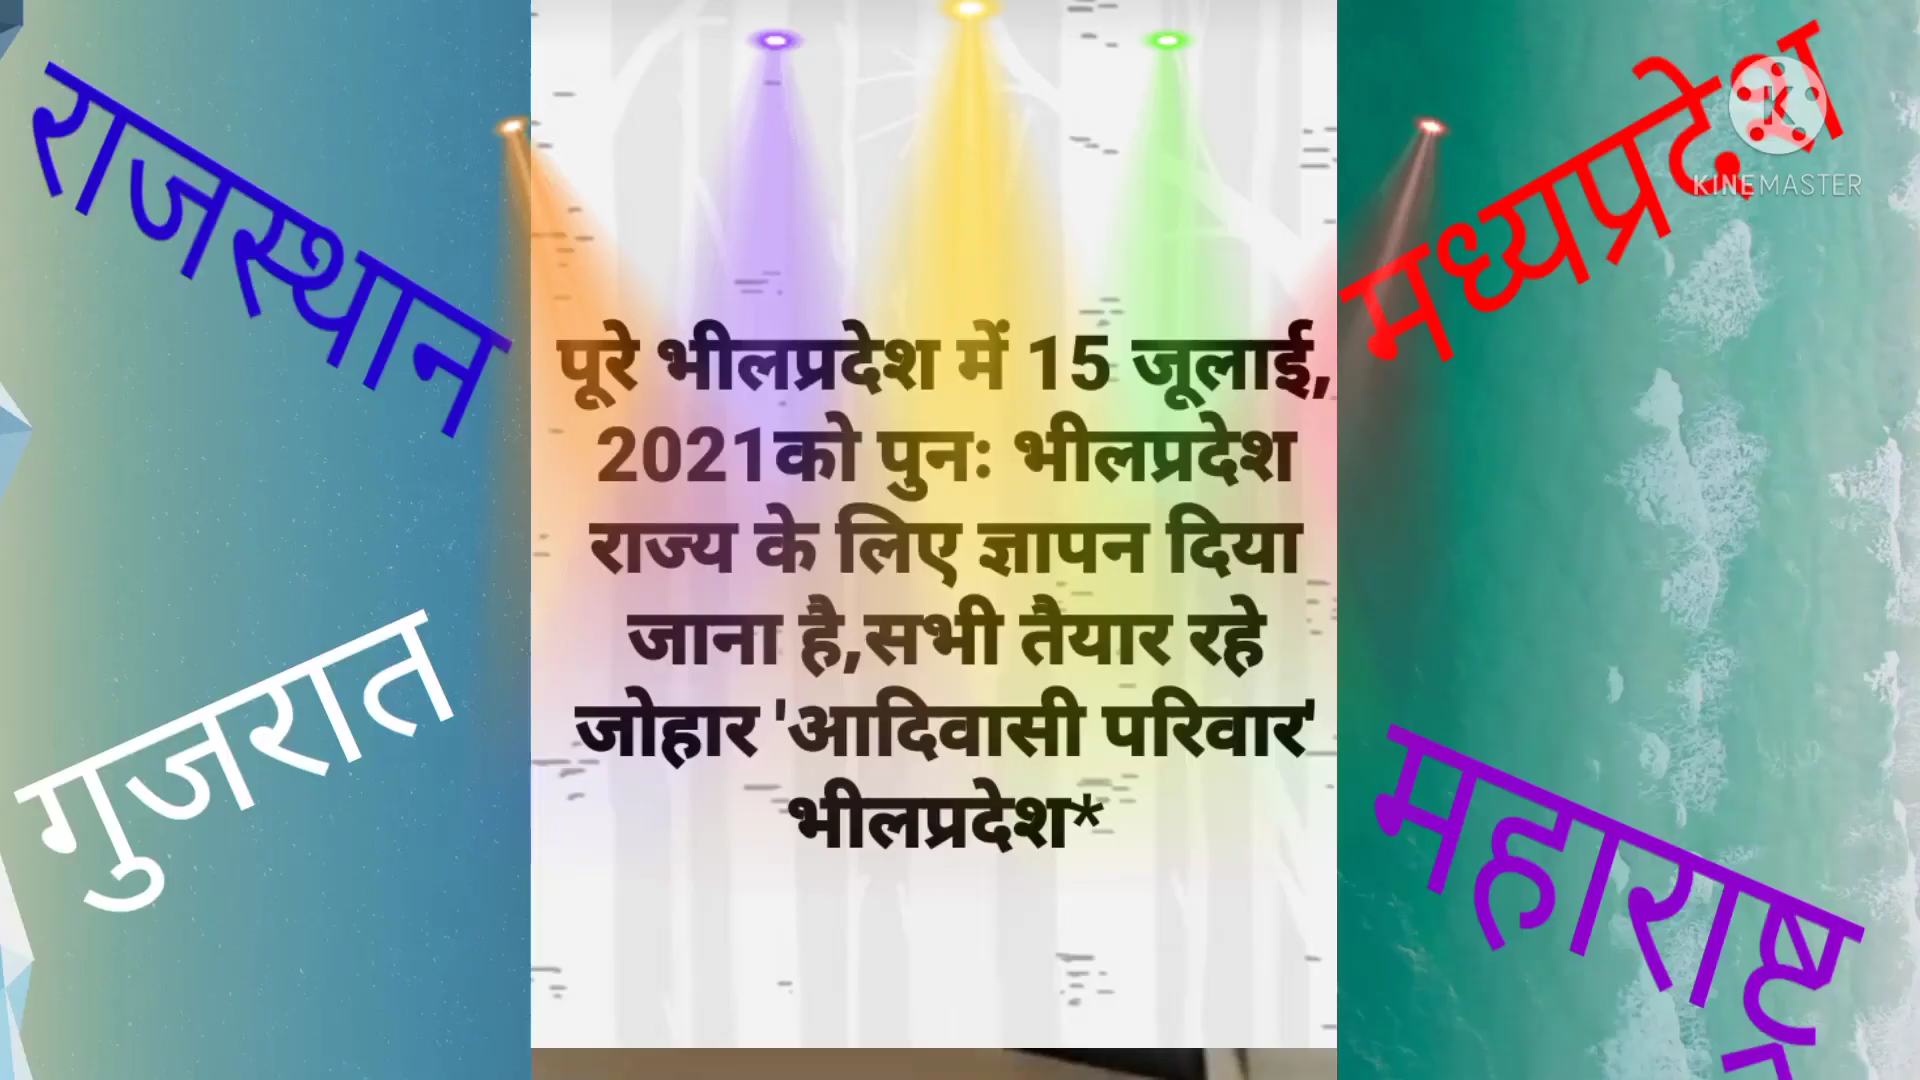 राजस्थान
मध्यप्रदेश
KINEMASTER
पूरे भीलप्रदेश में 15 जूलाई,
2021को पुनः भीलप्रदेश
राज्य के लिए ज्ञापन दिया
जाना है,सभी तैयार रहे
जोहार 'आदिवासी परिवार'
भीलप्रदेश*
गुजरात
महाराष्ट्र